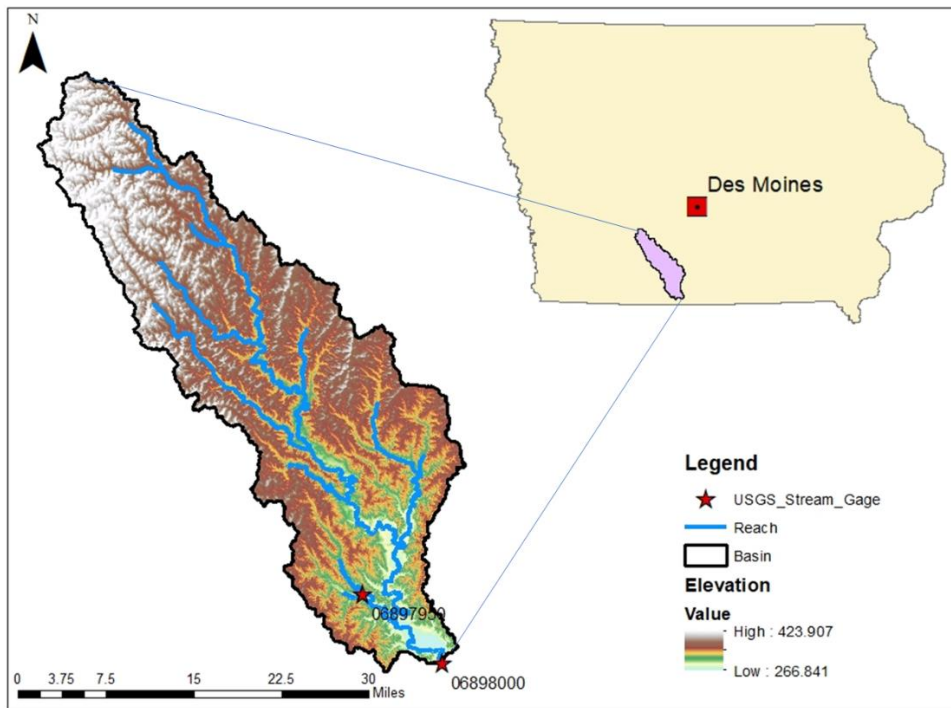 N
Des Moines
Legend
USGS_Stream_Gage
Reach
Basin
Elevation
Value
High : 423.907
Low : 266.841
06897950
06898000
0 3.75 7.5 15 22.5 30
Miles